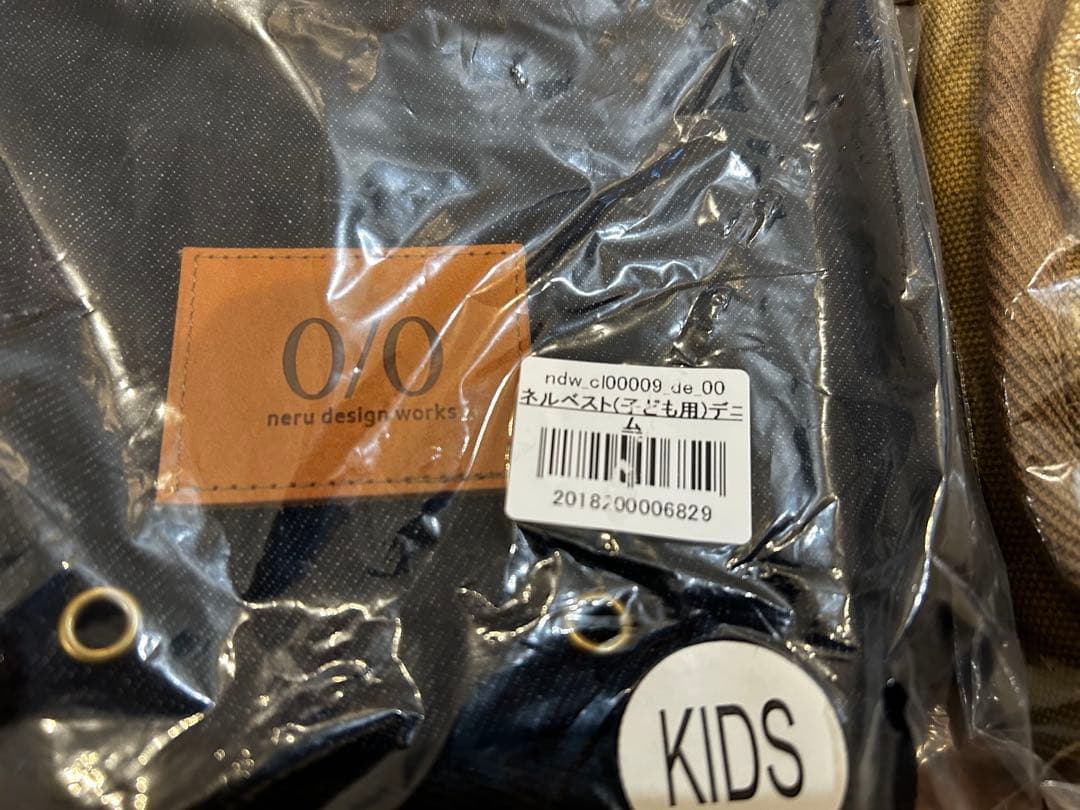 0/0
neru design works
ndw_cl00009_de_00
ネルベスト(子ども用)デニ
ム
2018200006829
KIDS